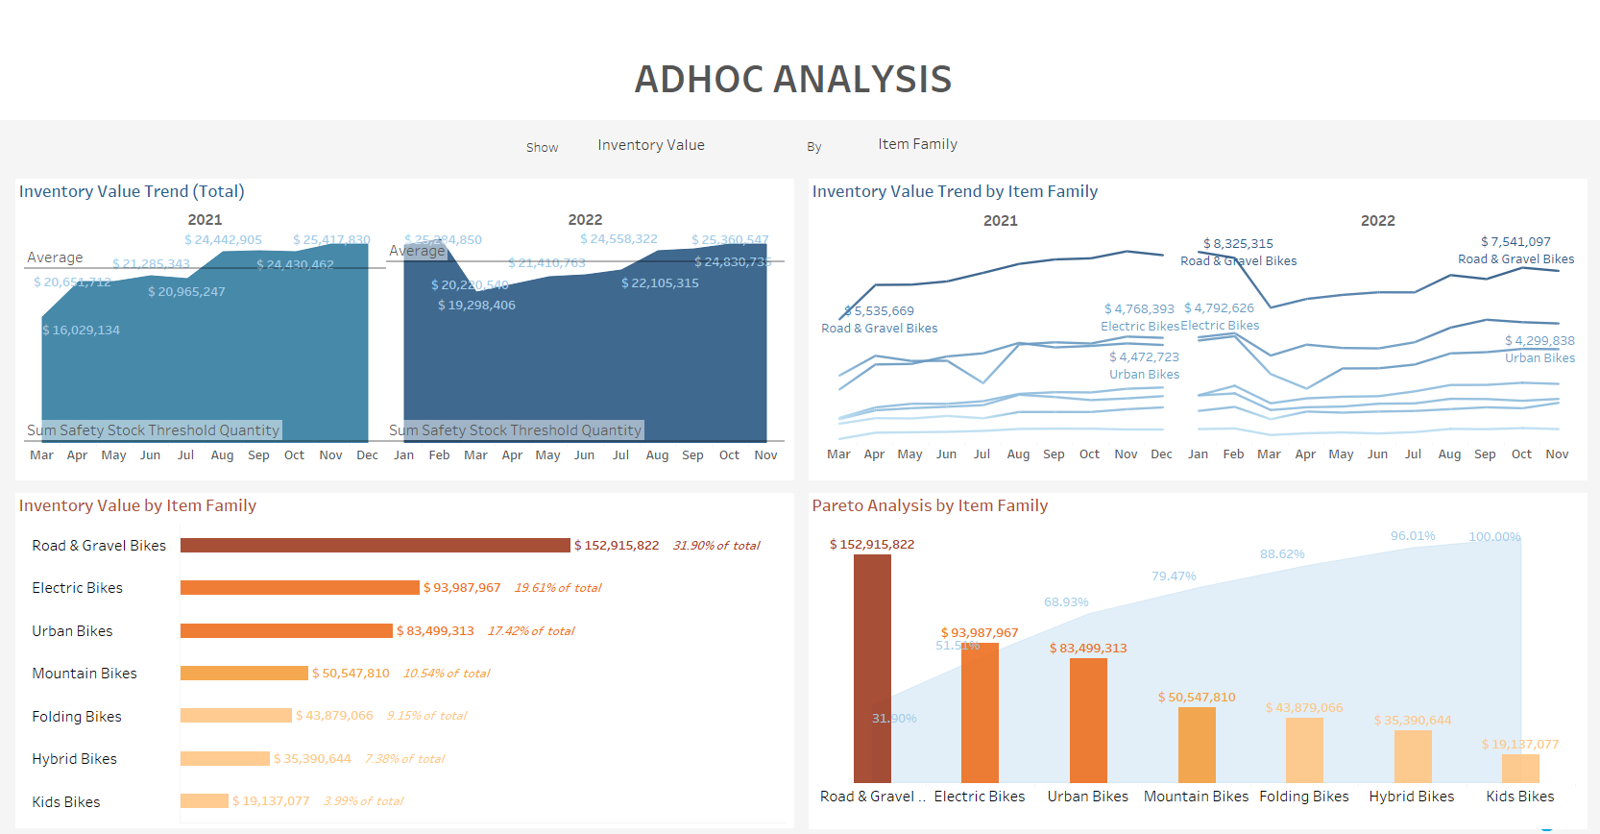 ADHOC ANALYSIS
Show Inventory Value By Item Family
Inventory Value Trend (Total)
2021 2022
$ 24,442,905 $ 25,417,830 $ 24,558,322 $ 25,360,547
Average Average
$ 21,285,343 $ 24,430,462 $ 21,410,763 $ 24,830,735
$ 20,651,712 $ 20,965,247 $ 22,105,315
$ 19,298,406
$ 16,029,134
Sum Safety Stock Threshold Quantity Sum Safety Stock Threshold Quantity
Mar Apr May Jun Jul Aug Sep Oct Nov Dec Jan Feb Mar Apr May Jun Jul Aug Sep Oct Nov
Inventory Value Trend by Item Family
2021 2022
$ 8,325,315 $ 7,541,097
Road & Gravel Bikes Road & Gravel Bikes
$ 5,535,669 $ 4,768,393 $ 4,792,626
Road & Gravel Bikes Electric Bikes Electric Bikes
$ 4,472,723 $ 4,299,838
Urban Bikes Urban Bikes
Mar Apr May Jun Jul Aug Sep Oct Nov Dec Jan Feb Mar Apr May Jun Jul Aug Sep Oct Nov
Inventory Value by Item Family
Road & Gravel Bikes $ 152,915,822 31.90% of total
Electric Bikes $ 93,987,967 19.61% of total
Urban Bikes $ 83,499,313 17.42% of total
Mountain Bikes $ 50,547,810 10.54% of total
Folding Bikes $ 43,879,066 9.15% of total
Hybrid Bikes $ 35,390,644 7.38% of total
Kids Bikes $ 19,137,077 3.99% of total
Pareto Analysis by Item Family
$ 152,915,822 96.01% 100.00%
88.62%
79.47%
68.93%
$ 93,987,967
51.51% $ 83,499,313
$ 50,547,810
31.90% $ 43,879,066
$ 35,390,644
$ 19,137,077
Road & Gravel .. Electric Bikes Urban Bikes Mountain Bikes Folding Bikes Hybrid Bikes Kids Bikes